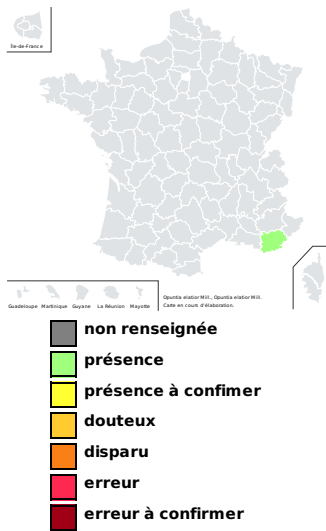 Île-de-France
Guadeloupe Martinique Guyane La Réunion Mayotte
Opuntia elatior Mill., Opuntia elatior Mill.
Carte en cours d'élaboration.
non renseignée
présence
présence à confimer
douteux
disparu
erreur
erreur à confirmer